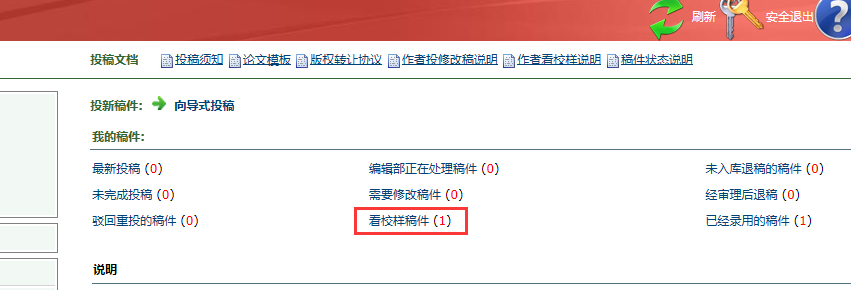 刷新 安全退出
投稿文档 投稿须知 论文模板 版权转让协议 作者投修改稿说明 作者看校样说明 稿件状态说明
投新稿件: 向导式投稿
我的稿件:
最新投稿 (0) 编辑部正在处理稿件 (0) 未入库退稿的稿件 (0)
未完成投稿 (0) 需要修改稿件 (0) 经审理后退稿 (0)
驳回重投的稿件 (0) 看校样稿件 (1) 已经录用的稿件 (1)
说明